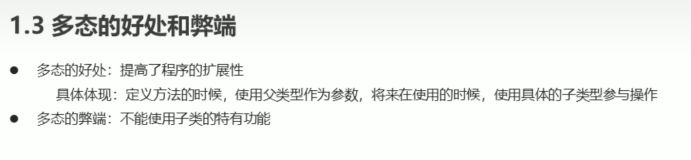 1.3 多态的好处和弊端
● 多态的好处：提高了程序的扩展性
具体体现：定义方法的时候，使用父类型作为参数，将来在使用的时候，使用具体的子类型参与操作
● 多态的弊端：不能使用子类的特有功能